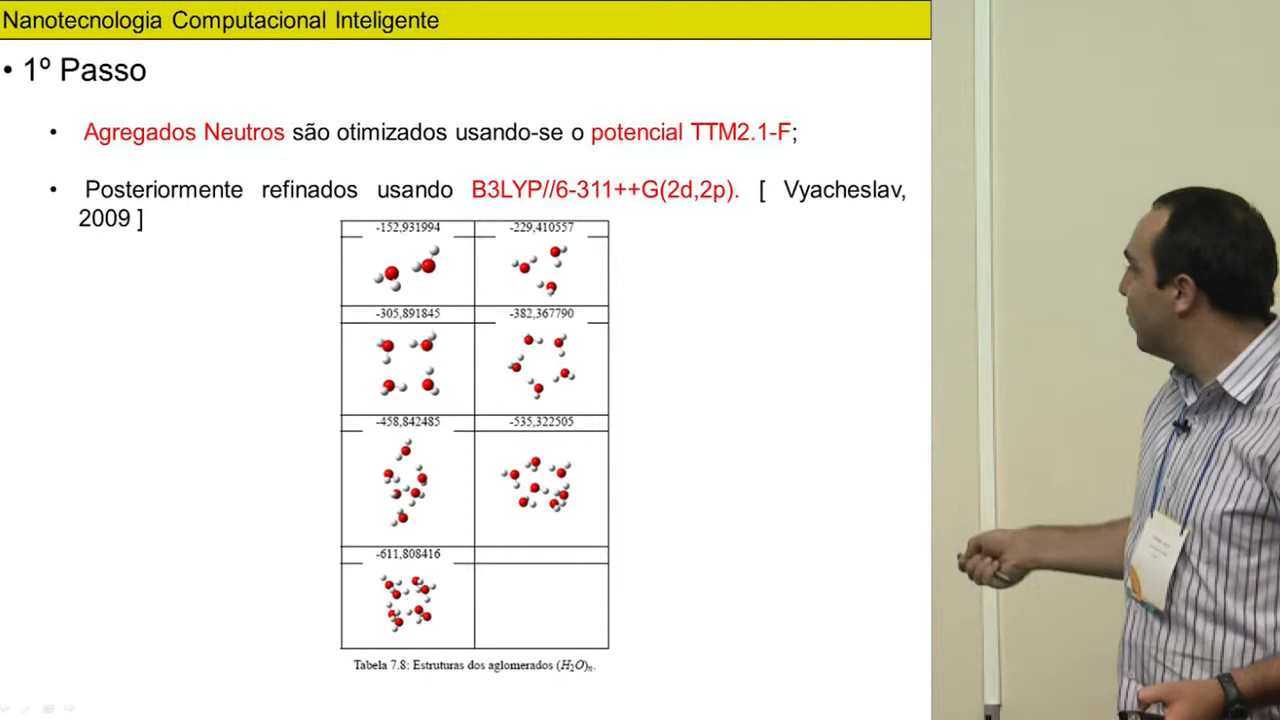 Nanotecnologia Computacional Inteligente
• 1º Passo
• Agregados Neutros são otimizados usando-se o potencial TTM2.1-F;
• Posteriormente refinados usando B3LYP//6-311++G(2d,2p). [ Vyacheslav,
2009 ]
-152,931994 -229,410557
-305,891845 -382,367790
-458,842485 -535,322505
-611,808416
Tabela 7.8: Estruturas dos aglomerados (H₂O)ₙ.